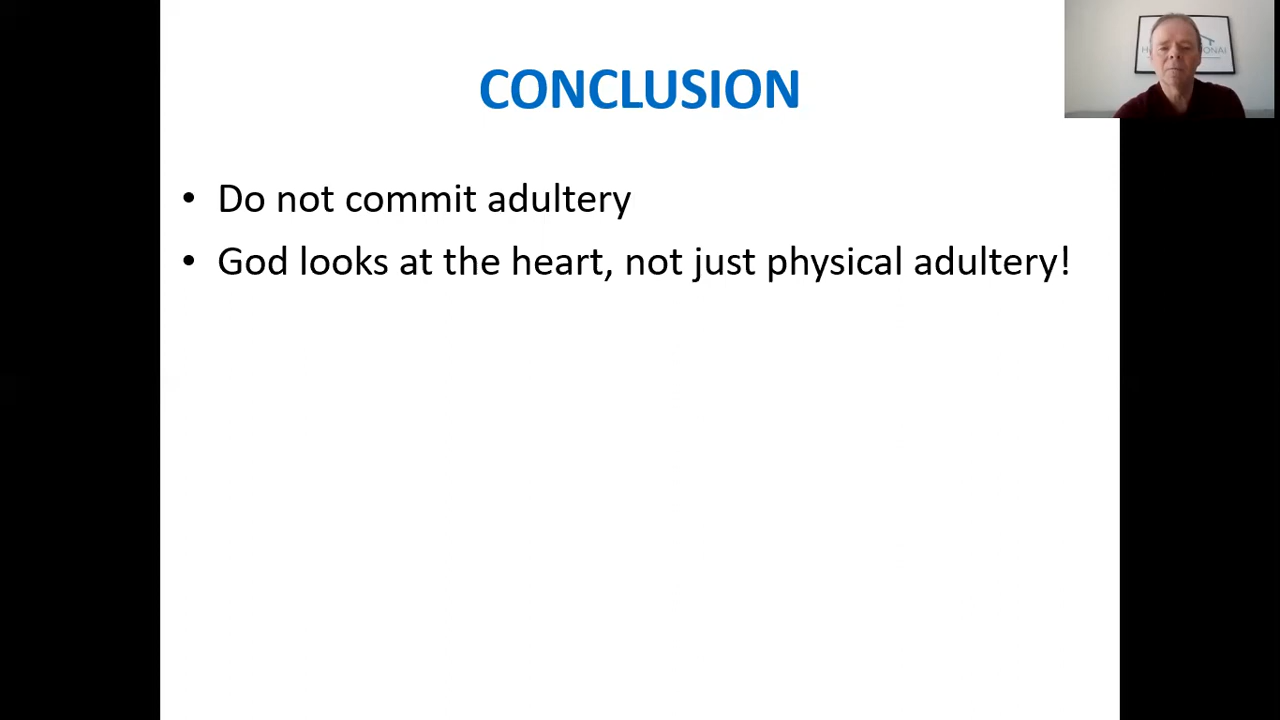 CONCLUSION
• Do not commit adultery
• God looks at the heart, not just physical adultery!